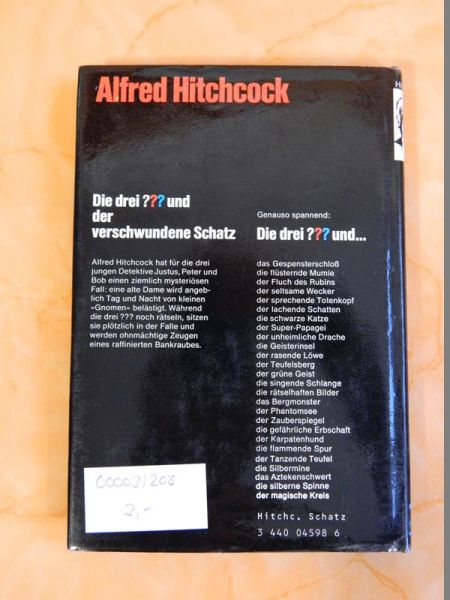 Alfred Hitchcock
Die drei ??? und
der
verschwundene Schatz
Alfred Hitchcock hat für die drei
jungen Detektive Justus, Peter und
Bob einen ziemlich mysteriösen
Fall: eine alte Dame wird angeb-
lich Tag und Nacht von kleinen
»Gnomen« belästigt. Während
die drei ??? noch rätseln, sitzen
sie plötzlich in der Falle und
werden ohnmächtige Zeugen
eines raffinierten Bankraubes.
Genauso spannend:
Die drei ??? und...
das Gespensterschloß
die flüsternde Mumie
der Fluch des Rubins
der seltsame Wecker
der sprechende Totenkopf
der lachende Schatten
die schwarze Katze
der Super-Papagei
der unheimliche Drache
die Geisterinsel
der rasende Löwe
der Teufelsberg
der grüne Geist
die singende Schlange
die rätselhaften Bilder
das Bergmonster
der Phantomsee
der Zauberspiegel
die gefährliche Erbschaft
der Karpatenhund
die flammende Spur
der Tanzende Teufel
die Silbermine
das Aztekenschwert
die silberne Spinne
der magische Kreis
Hitchc. Schatz
3 440 04598 6
00003/208
3,-
H